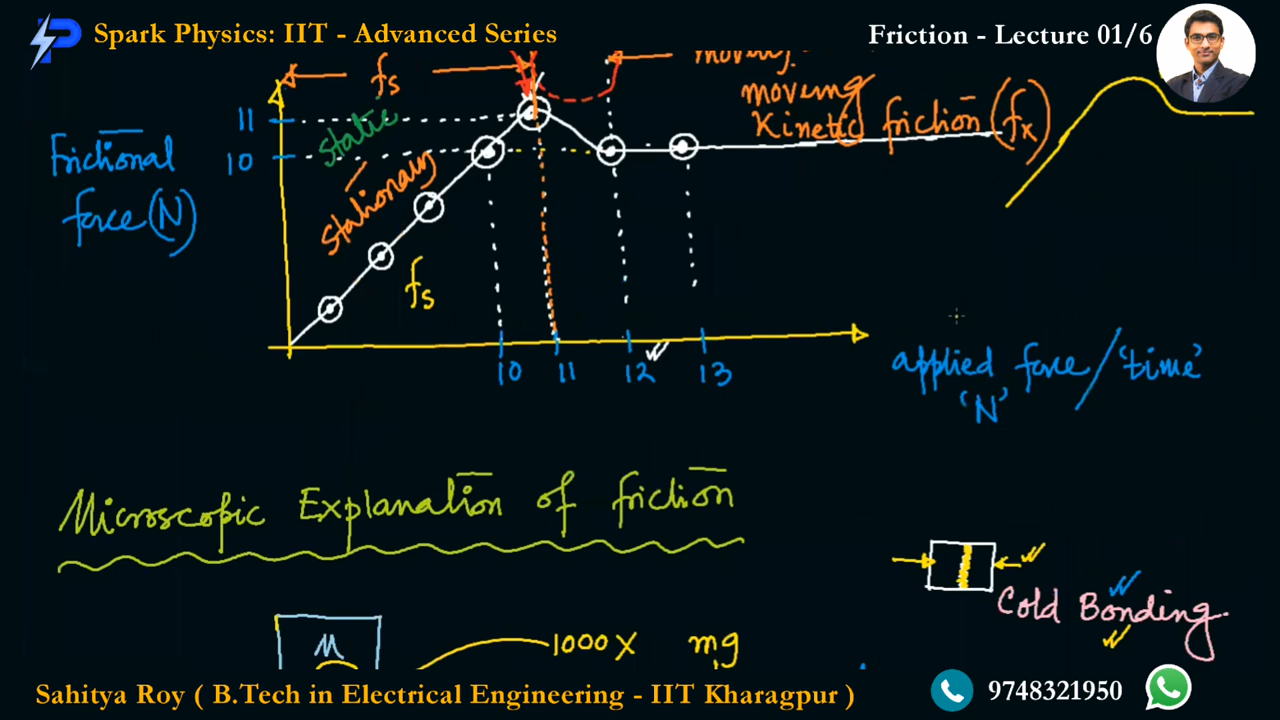 Spark Physics: IIT - Advanced Series
Friction - Lecture 01/6
fs
moving
moving
Kinetic friction (fk)
11
static
Frictional
force (N)
10
stationary
fs
10 11 12 13
applied force / 'time'
'N'
Microscopic Explanation of friction
Cold Bonding
M
1000 X
mg
Sahitya Roy ( B.Tech in Electrical Engineering - IIT Kharagpur )
9748321950